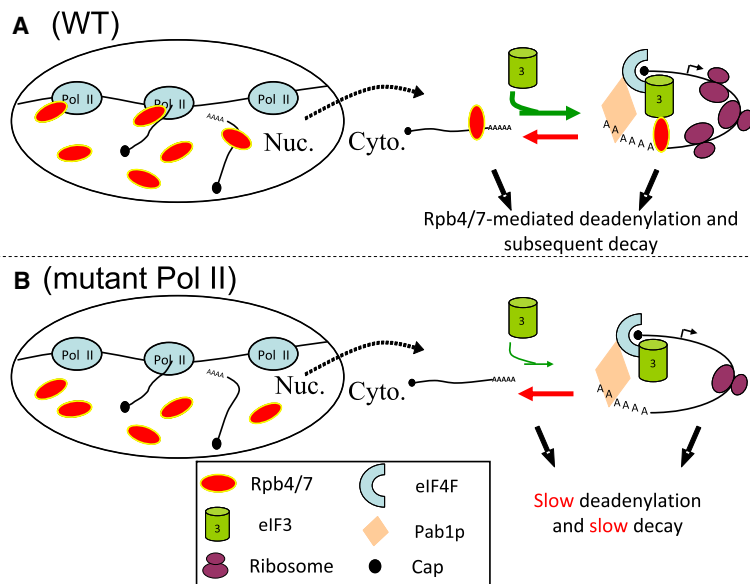 A (WT)
Pol II Pol II Pol II
AAAA
Nuc. Cyto.
3
AAAAA
3
A A A A A A
Rpb4/7-mediated deadenylation and
subsequent decay
B (mutant Pol II)
Pol II Pol II Pol II
AAAA
Nuc. Cyto.
3
AAAAA
3
A A A A A A
Slow deadenylation
and slow decay
Rpb4/7 eIF4F
3 eIF3 Pab1p
Ribosome Cap